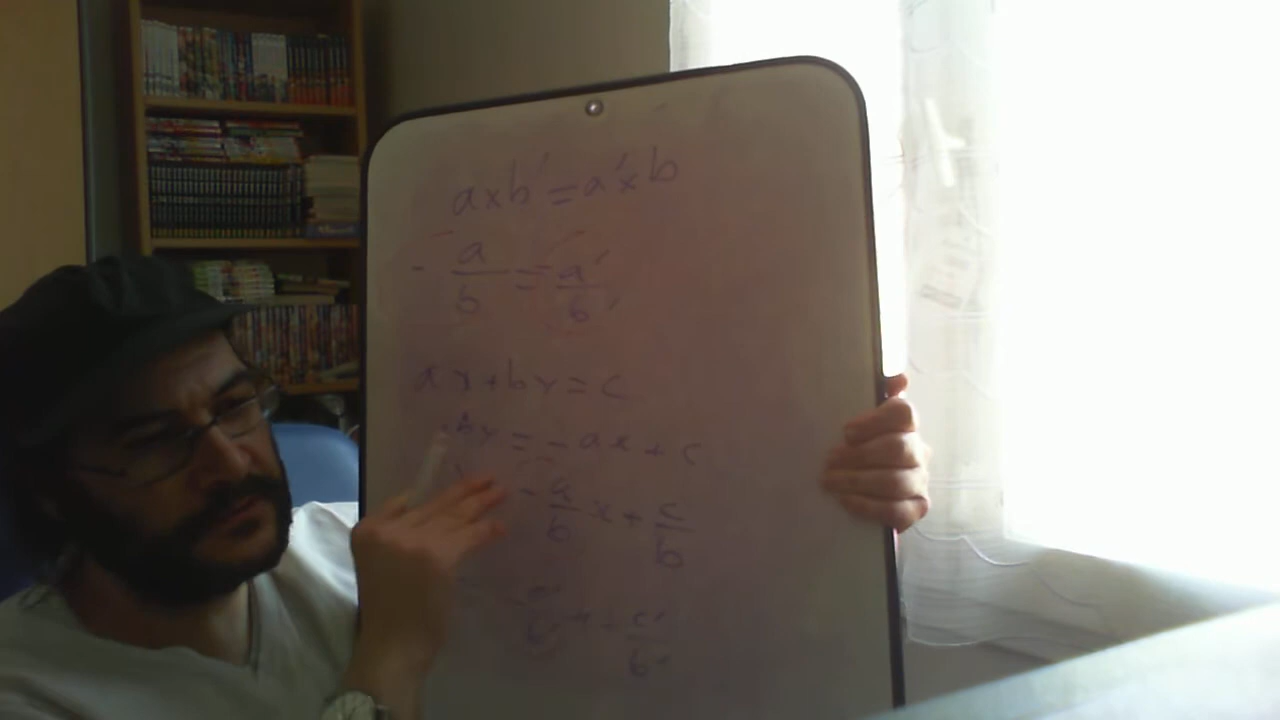 a×b'=a'×b
- a/b = a'/b'
ax+by=c
by=-ax+c
- a/b x + c/b
c'/b'